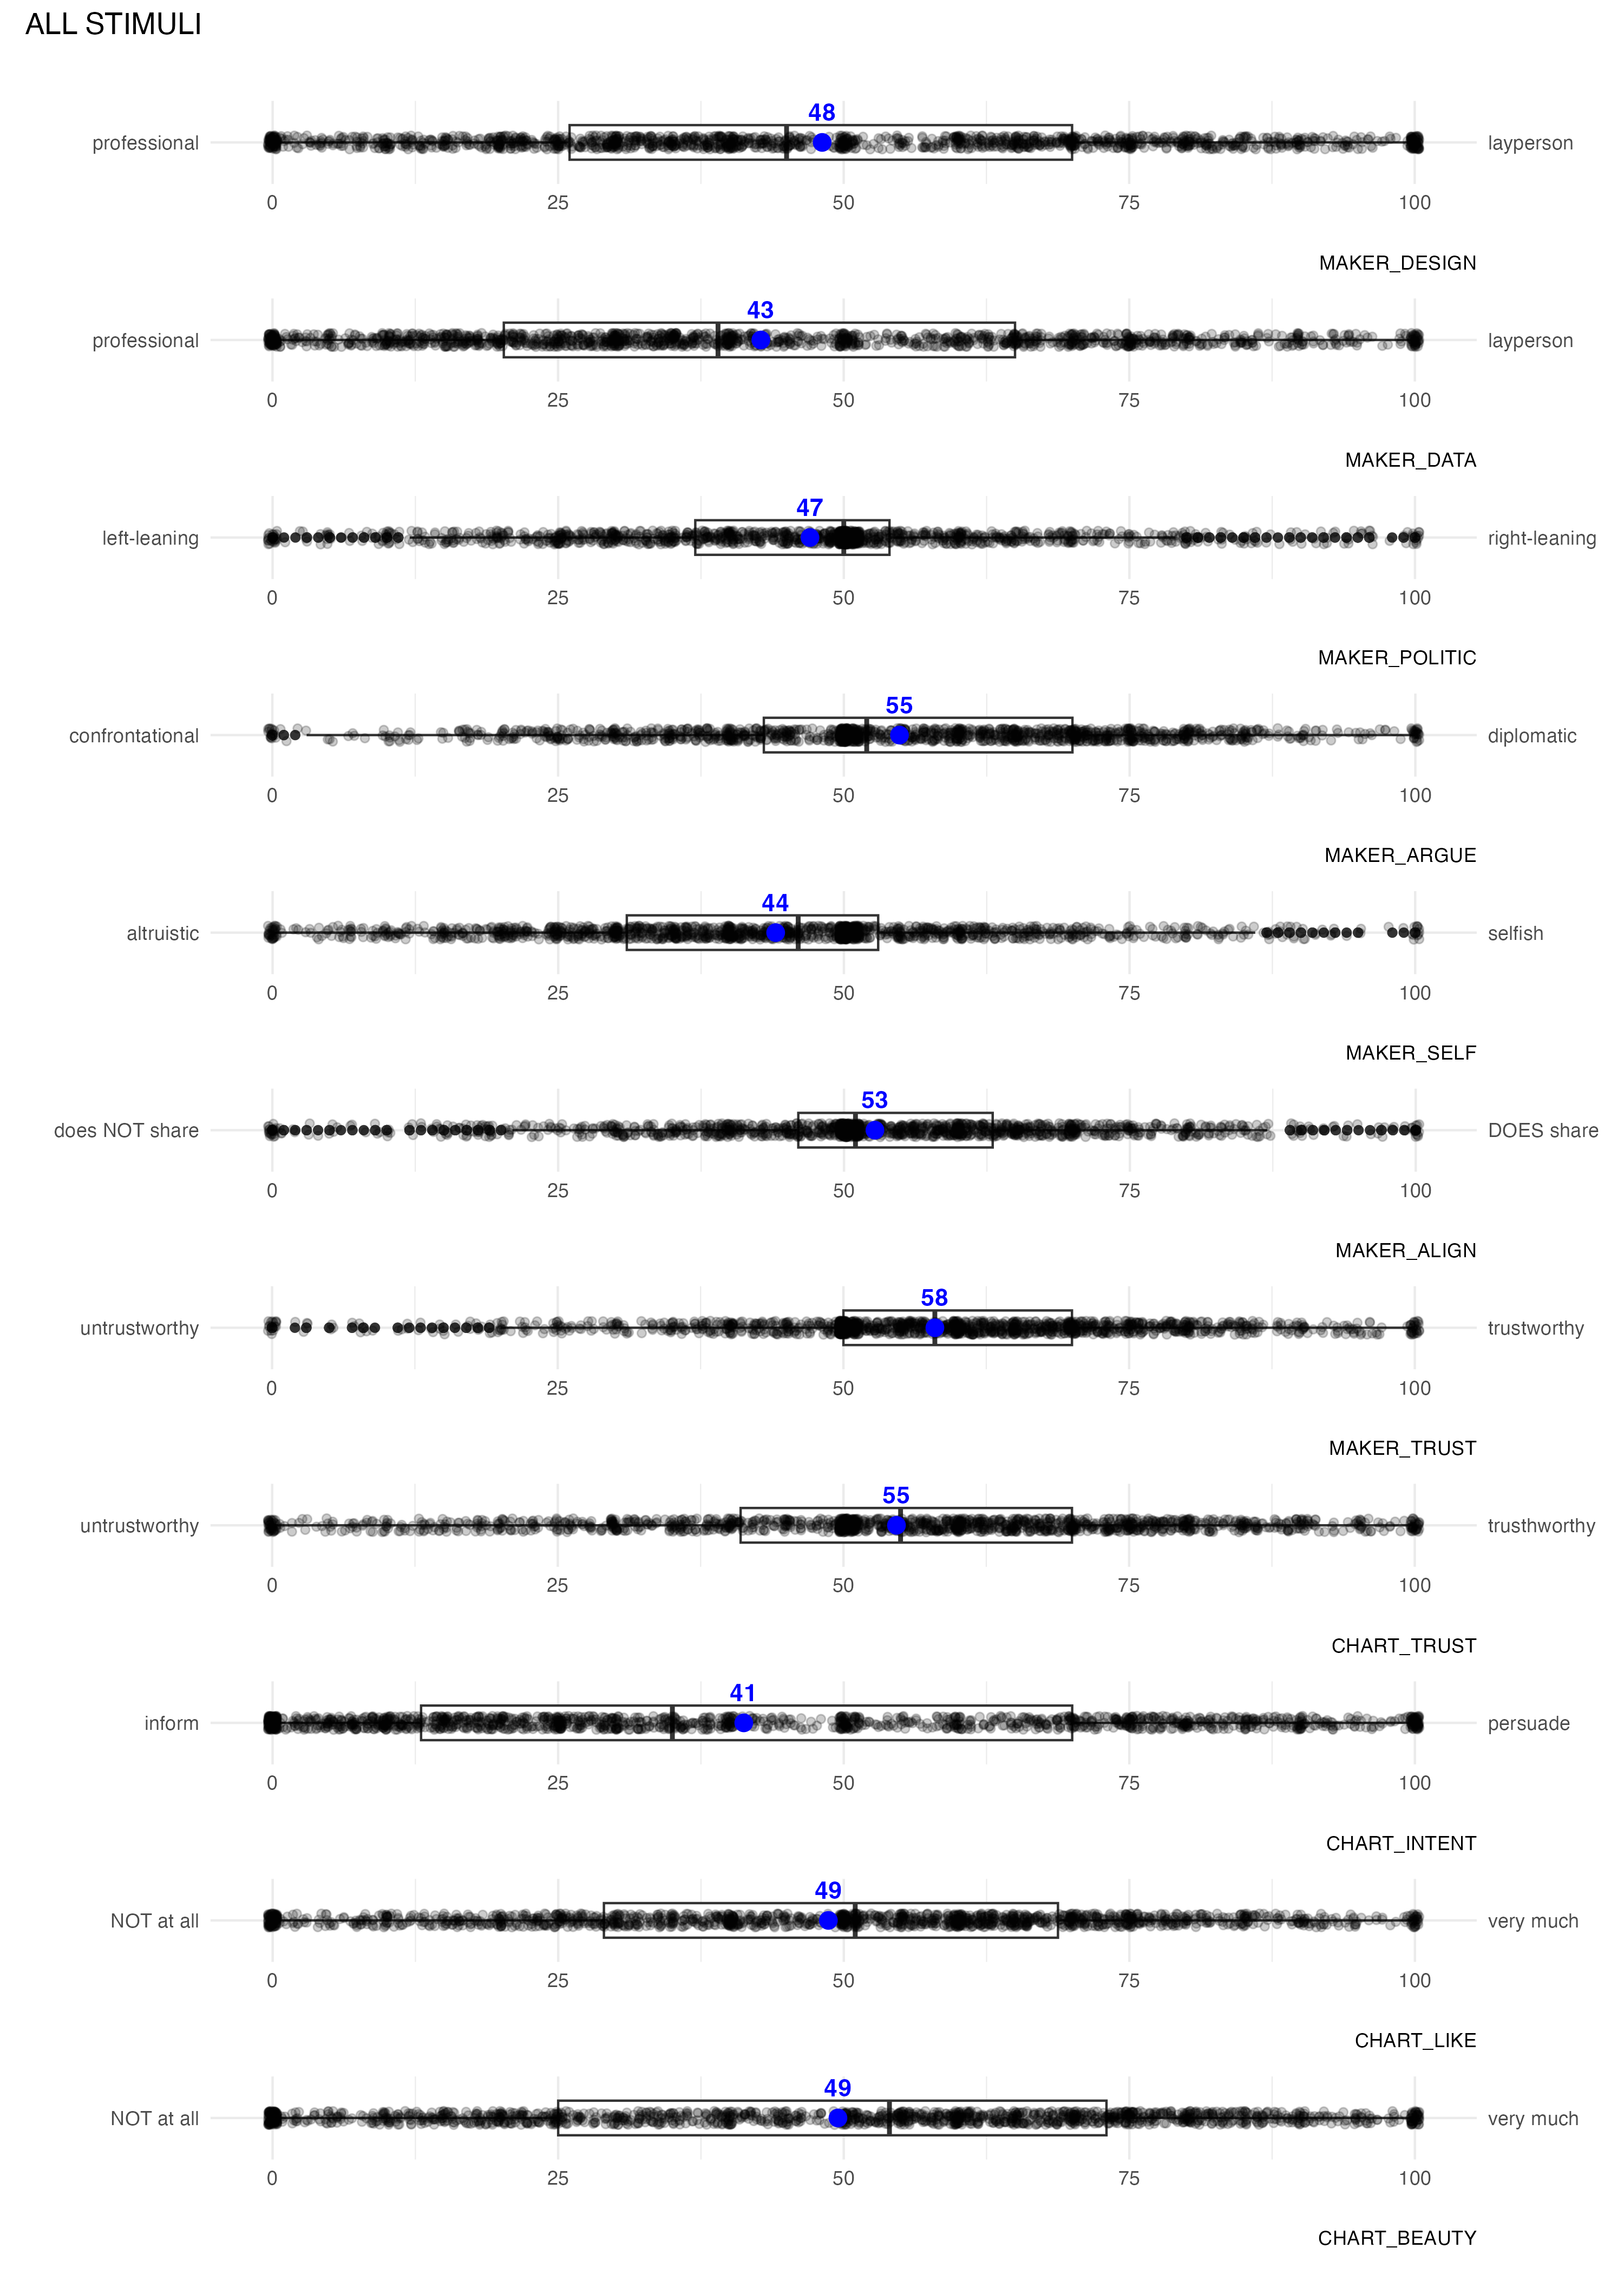 ALL STIMULI
48
professional layperson
0 25 50 75 100
MAKER_DESIGN
43
professional layperson
0 25 50 75 100
MAKER_DATA
47
left-leaning right-leaning
0 25 50 75 100
MAKER_POLITIC
55
confrontational diplomatic
0 25 50 75 100
MAKER_ARGUE
44
altruistic selfish
0 25 50 75 100
MAKER_SELF
53
does NOT share DOES share
0 25 50 75 100
MAKER_ALIGN
58
untrustworthy trustworthy
0 25 50 75 100
MAKER_TRUST
55
untrustworthy trusthworthy
0 25 50 75 100
CHART_TRUST
41
inform persuade
0 25 50 75 100
CHART_INTENT
49
NOT at all very much
0 25 50 75 100
CHART_LIKE
49
NOT at all very much
0 25 50 75 100
CHART_BEAUTY